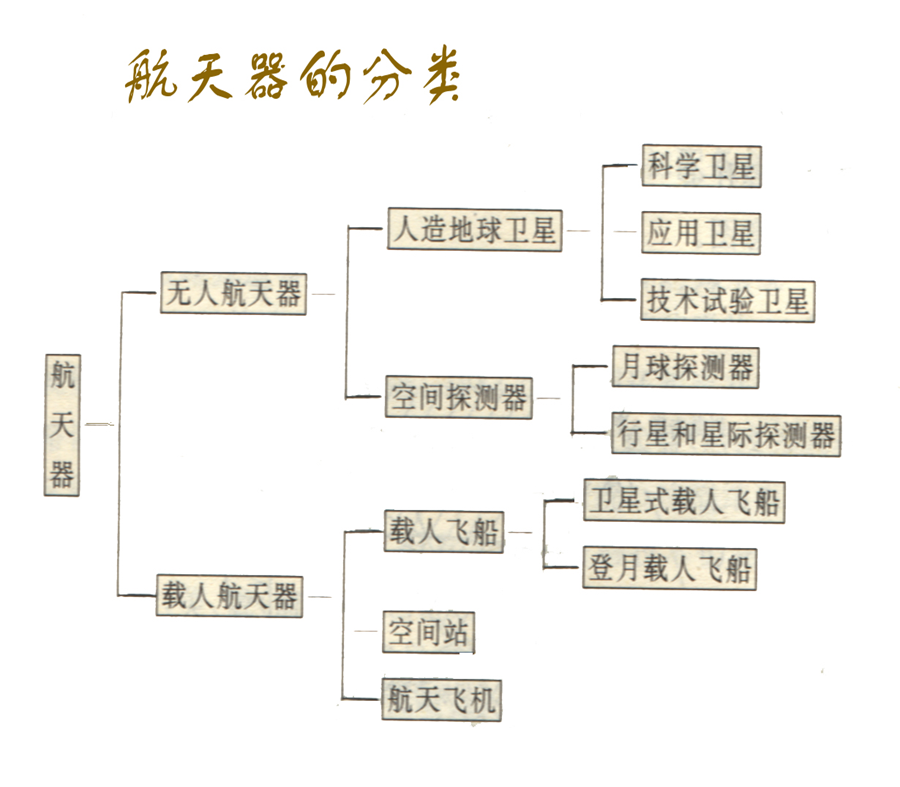 航天器的分类
航天器
无人航天器
人造地球卫星
科学卫星
应用卫星
技术试验卫星
空间探测器
月球探测器
行星和星际探测器
载人航天器
载人飞船
卫星式载人飞船
登月载人飞船
空间站
航天飞机